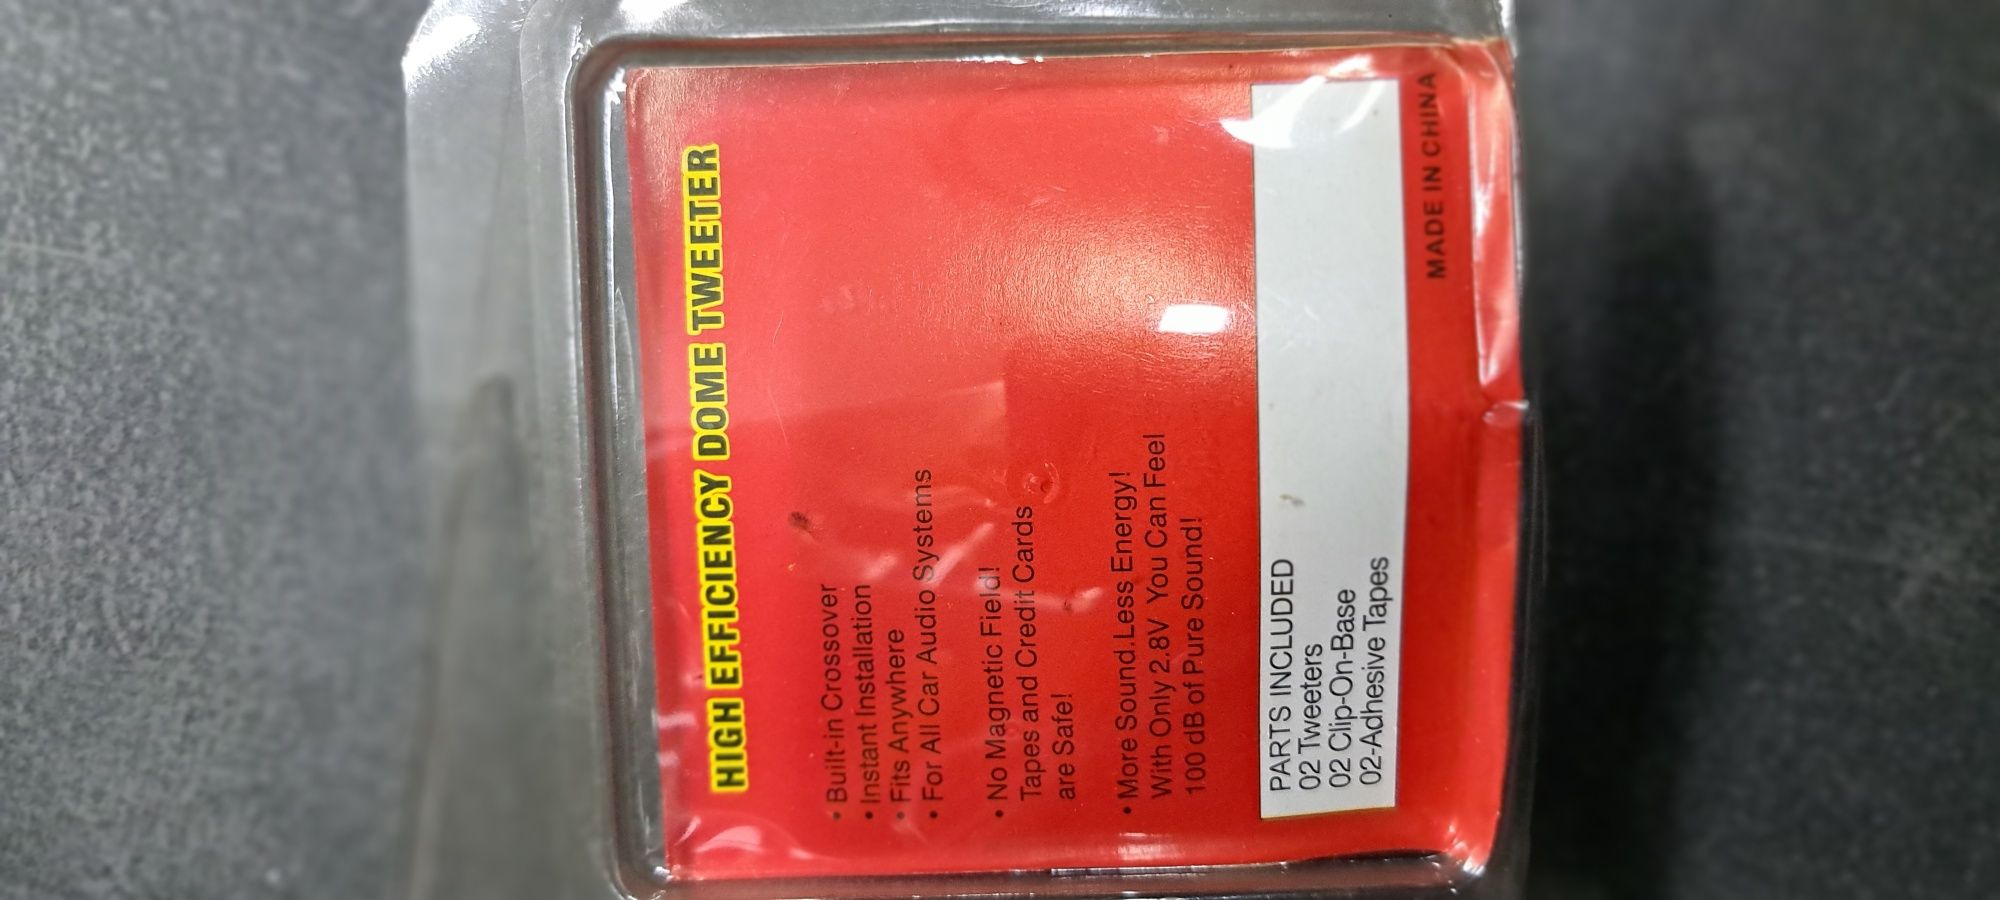 HIGH EFFICIENCY DOME TWEETER
• Built-in Crossover
• Instant Installation
• Fits Anywhere
• For All Car Audio Systems
• No Magnetic Field!
Tapes and Credit Cards
are Safe!
• More Sound.Less Energy!
With Only 2.8V You Can Feel
100 dB of Pure Sound!
PARTS INCLUDED
02 Tweeters
02 Clip-On-Base
02-Adhesive Tapes
MADE IN CHINA